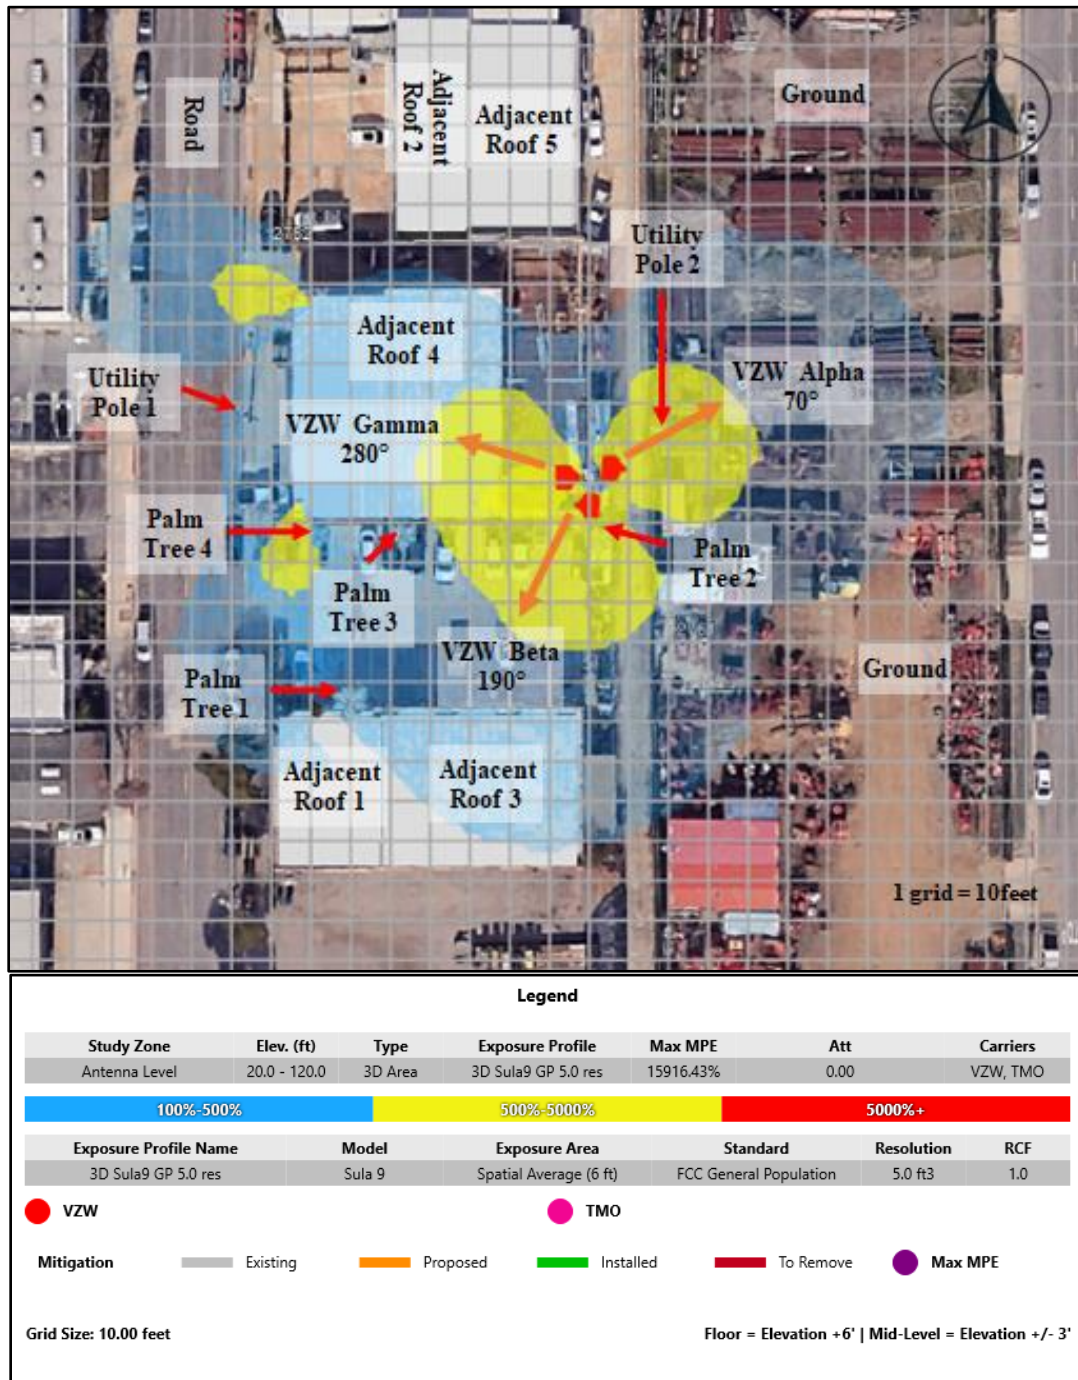 Road
Adjacent
Roof 2
Adjacent
Roof 5
Ground
Utility
Pole 2
Adjacent
Roof 4
Utility
Pole 1
VZW Alpha
70°
VZW Gamma
280°
Palm
Tree 4
Palm
Tree 3
Palm
Tree 2
VZW Beta
190°
Palm
Tree 1
Ground
Adjacent
Roof 1
Adjacent
Roof 3
1 grid = 10feet
Legend
Study Zone Elev. (ft) Type Exposure Profile Max MPE Att Carriers
Antenna Level 20.0 - 120.0 3D Area 3D Sula9 GP 5.0 res 15916.43% 0.00 VZW, TMO
100%-500% 500%-5000% 5000%+
Exposure Profile Name Model Exposure Area Standard Resolution RCF
3D Sula9 GP 5.0 res Sula 9 Spatial Average (6 ft) FCC General Population 5.0 ft3 1.0
VZW TMO
Mitigation Existing Proposed Installed To Remove Max MPE
Grid Size: 10.00 feet Floor = Elevation +6' | Mid-Level = Elevation +/- 3'